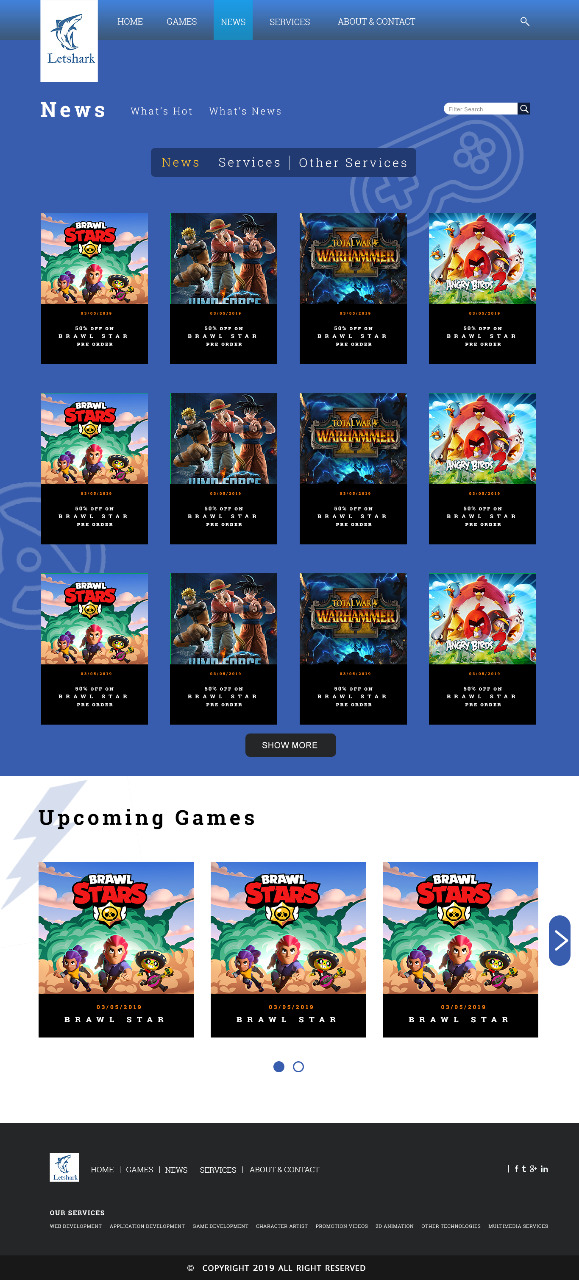 HOME GAMES NEWS SERVICES ABOUT & CONTACT
Letshark
News What's Hot What's News Filter Search
News Services | Other Services
BRAWL STARS
JUMP FORCE
TOTAL WAR
WARHAMMER
II
ANGRY BIRDS 2
03/05/2019 03/05/2019 03/05/2019 03/05/2019
50% OFF ON 50% OFF ON 50% OFF ON 50% OFF ON
BRAWL STAR BRAWL STAR BRAWL STAR BRAWL STAR
PRE ORDER PRE ORDER PRE ORDER PRE ORDER
BRAWL STARS
JUMP FORCE
TOTAL WAR
WARHAMMER
II
ANGRY BIRDS 2
03/05/2019 03/05/2019 03/05/2019 03/05/2019
50% OFF ON 50% OFF ON 50% OFF ON 50% OFF ON
BRAWL STAR BRAWL STAR BRAWL STAR BRAWL STAR
PRE ORDER PRE ORDER PRE ORDER PRE ORDER
BRAWL STARS
JUMP FORCE
TOTAL WAR
WARHAMMER
II
ANGRY BIRDS 2
03/05/2019 03/05/2019 03/05/2019 03/05/2019
50% OFF ON 50% OFF ON 50% OFF ON 50% OFF ON
BRAWL STAR BRAWL STAR BRAWL STAR BRAWL STAR
PRE ORDER PRE ORDER PRE ORDER PRE ORDER
SHOW MORE
Upcoming Games
BRAWL BRAWL BRAWL
STARS STARS STARS
03/05/2019 03/05/2019 03/05/2019
BRAWL STAR BRAWL STAR BRAWL STAR
Letshark
HOME | GAMES | NEWS SERVICES | ABOUT & CONTACT | f t g+ in
OUR SERVICES
WEB DEVELOPMENT APPLICATION DEVELOPMENT GAME DEVELOPMENT CHARACTER ARTIST PROMOTION VIDEOS 2D ANIMATION OTHER TECHNOLOGIES MULTIMEDIA SERVICES
© COPYRIGHT 2019 ALL RIGHT RESERVED